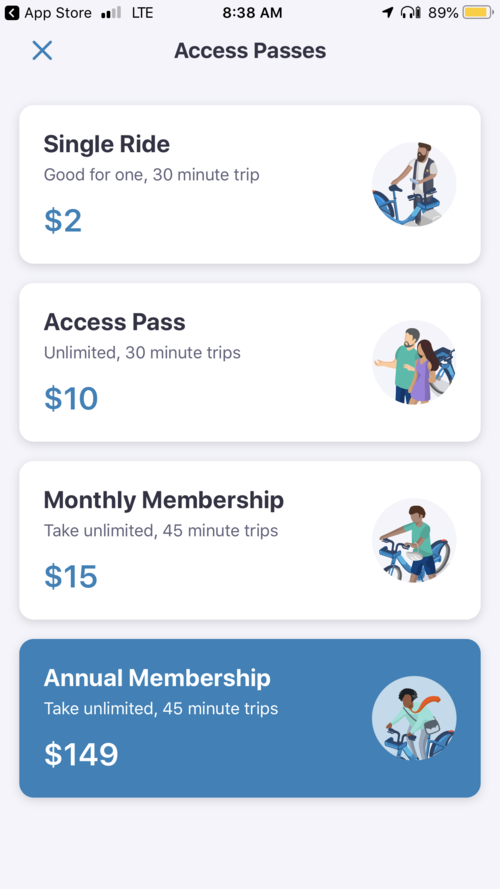 App Store LTE 8:38 AM 89%
Access Passes
Single Ride
Good for one, 30 minute trip
$2
Access Pass
Unlimited, 30 minute trips
$10
Monthly Membership
Take unlimited, 45 minute trips
$15
Annual Membership
Take unlimited, 45 minute trips
$149